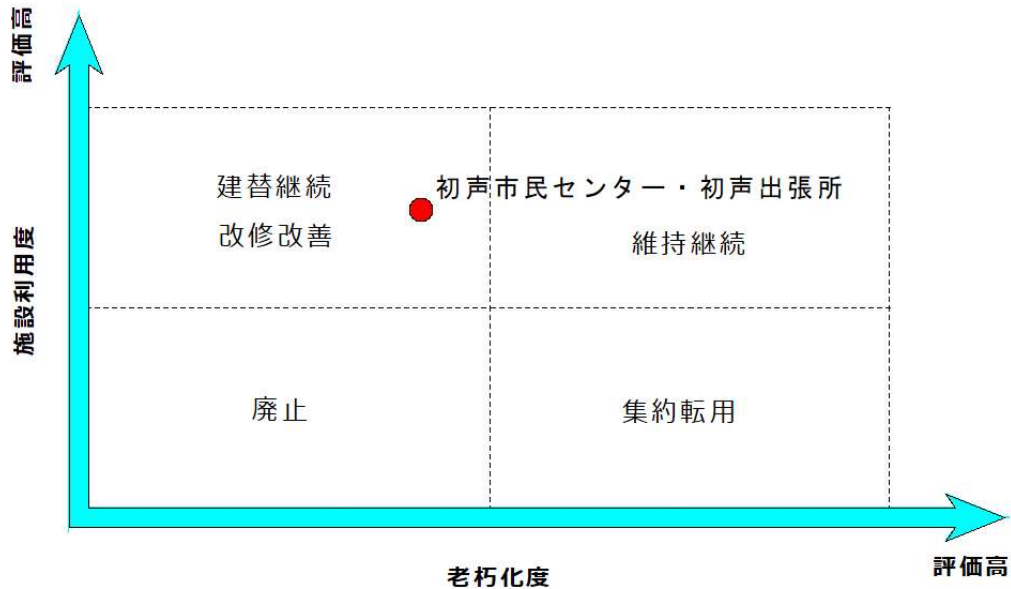 評価高
建替継続
初声市民センター・初声出張所
改修改善
維持継続
施設利用度
廃止
集約転用
老朽化度
評価高